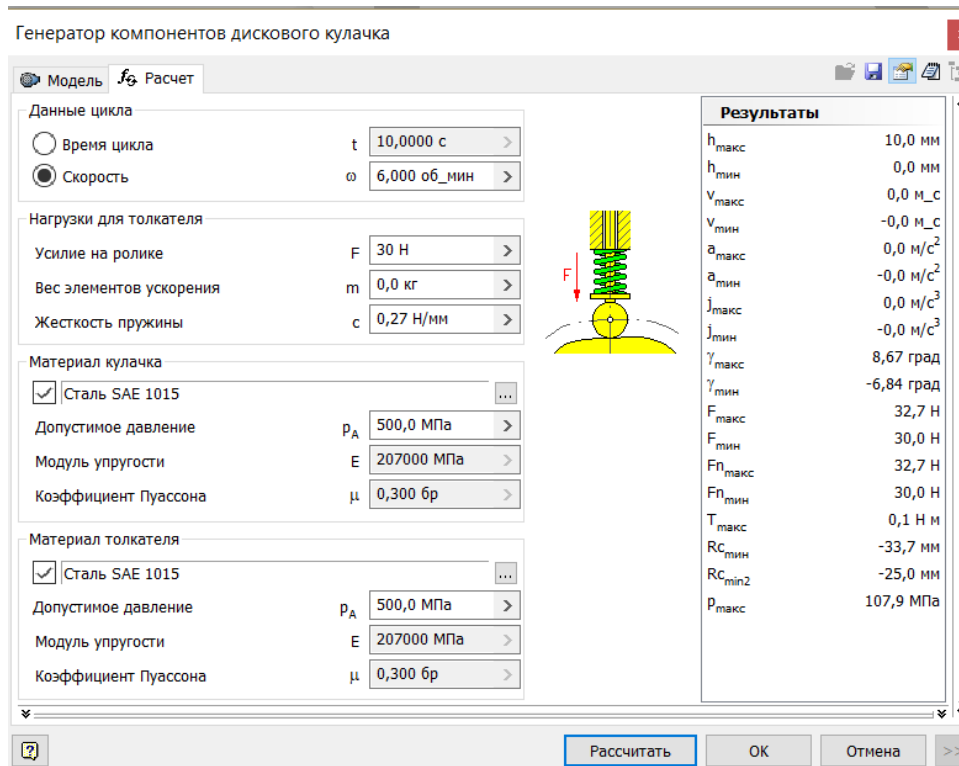 Генератор компонентов дискового кулачка
Модель
fG Расчет
Данные цикла
Время цикла t 10,0000 с >
Скорость ω 6,000 об_мин >
Нагрузки для толкателя
Усилие на ролике F 30 Н >
Вес элементов ускорения m 0,0 кг >
Жесткость пружины c 0,27 Н/мм >
Материал кулачка
Сталь SAE 1015 ...
Допустимое давление pA 500,0 МПа >
Модуль упругости E 207000 МПа >
Коэффициент Пуассона μ 0,300 бр >
Материал толкателя
Сталь SAE 1015 ...
Допустимое давление pA 500,0 МПа >
Модуль упругости E 207000 МПа >
Коэффициент Пуассона μ 0,300 бр >
F
Результаты
hмакс 10,0 мм
hмин 0,0 мм
vмакс 0,0 м_с
vмин -0,0 м_с
aмакс 0,0 м/с²
aмин -0,0 м/с²
jмакс 0,0 м/с³
jмин -0,0 м/с³
γмакс 8,67 град
γмин -6,84 град
Fмакс 32,7 Н
Fмин 30,0 Н
Fnмакс 32,7 Н
Fnмин 30,0 Н
Tмакс 0,1 Н м
Rcмин -33,7 мм
Rcmin2 -25,0 мм
pмакс 107,9 МПа
Рассчитать
ОК
Отмена
>>